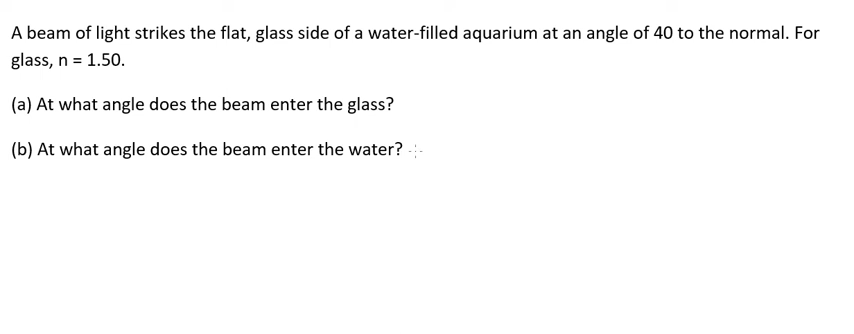 A beam of light strikes the flat, glass side of a water-filled aquarium at an angle of 40 to the normal. For
glass, n = 1.50.
(a) At what angle does the beam enter the glass?
(b) At what angle does the beam enter the water?